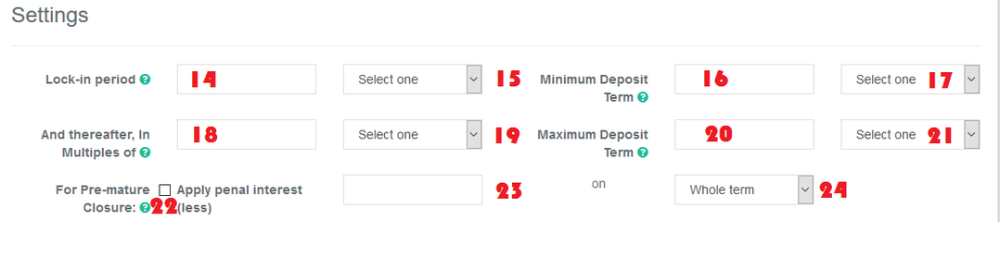 Settings
Lock-in period ? 14 Select one 15 Minimum Deposit Term ? 16 Select one 17
And thereafter, In Multiples of ? 18 Select one 19 Maximum Deposit Term ? 20 Select one 21
For Pre-mature Closure: ? 22 Apply penal interest (less) 23 on Whole term 24